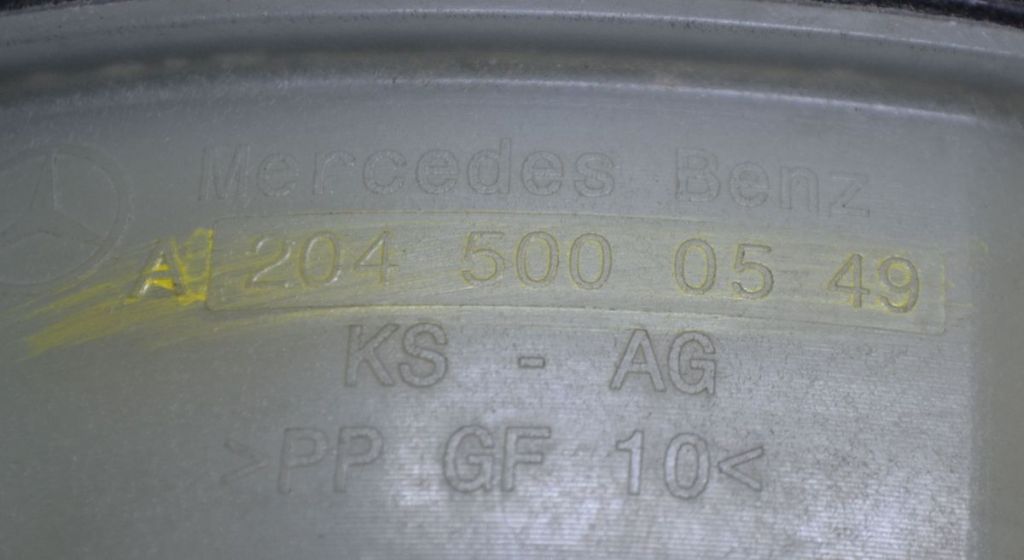 Mercedes Benz
A 204 500 05 49
KS - AG
>PP GF 10<